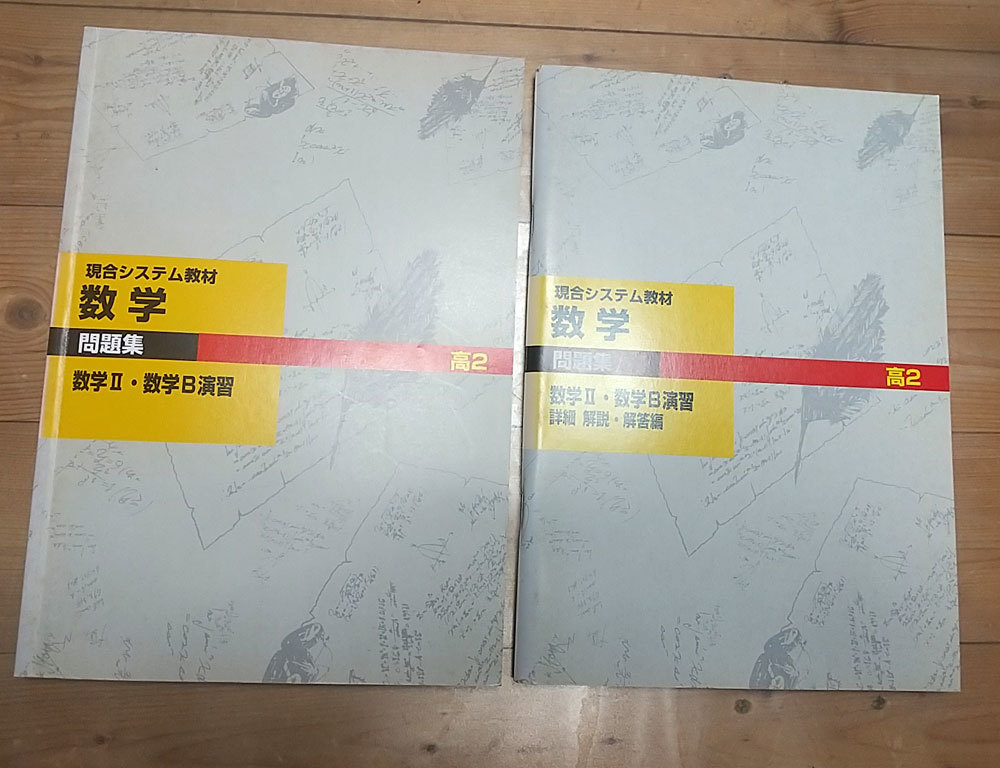 現合システム教材
数学
問題集
高2
数学Ⅱ・数学B演習
現合システム教材
数学
問題集
高2
数学Ⅱ・数学B演習
詳細 解説・解答編